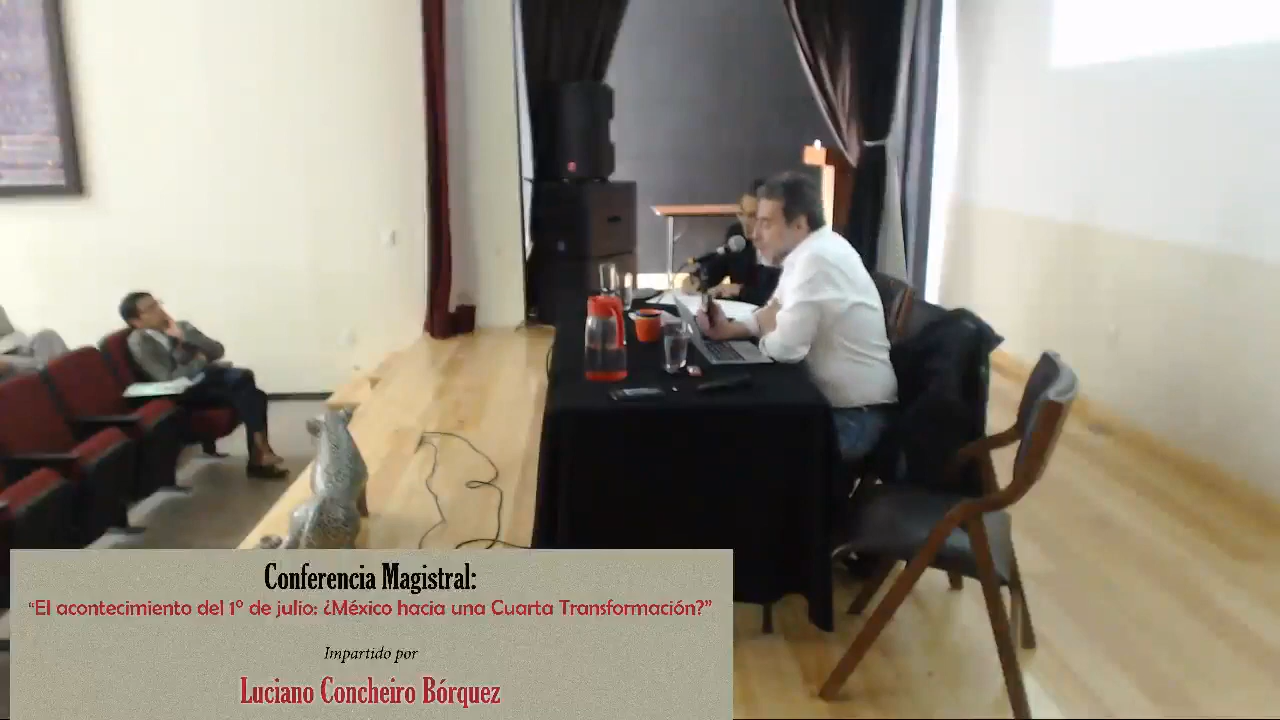 Conferencia Magistral:
“El acontecimiento del 1º de julio: ¿México hacia una Cuarta Transformación?”
Impartido por
Luciano Concheiro Bórquez